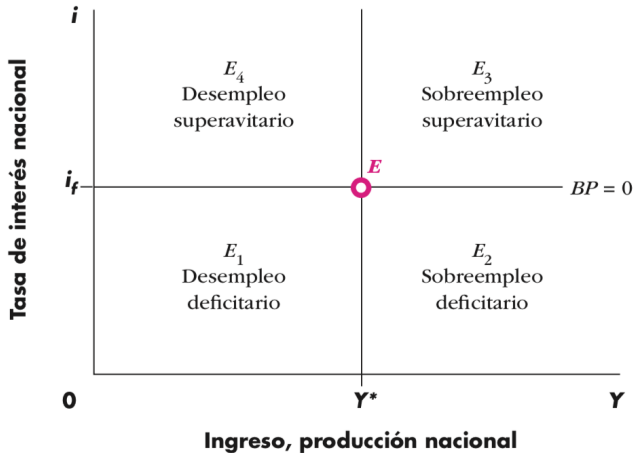 i
Tasa de interés nacional
E₄
Desempleo
superavitario
E₃
Sobreempleo
superavitario
E
i_f
BP = 0
E₁
Desempleo
deficitario
E₂
Sobreempleo
deficitario
0
Y*
Y
Ingreso, producción nacional